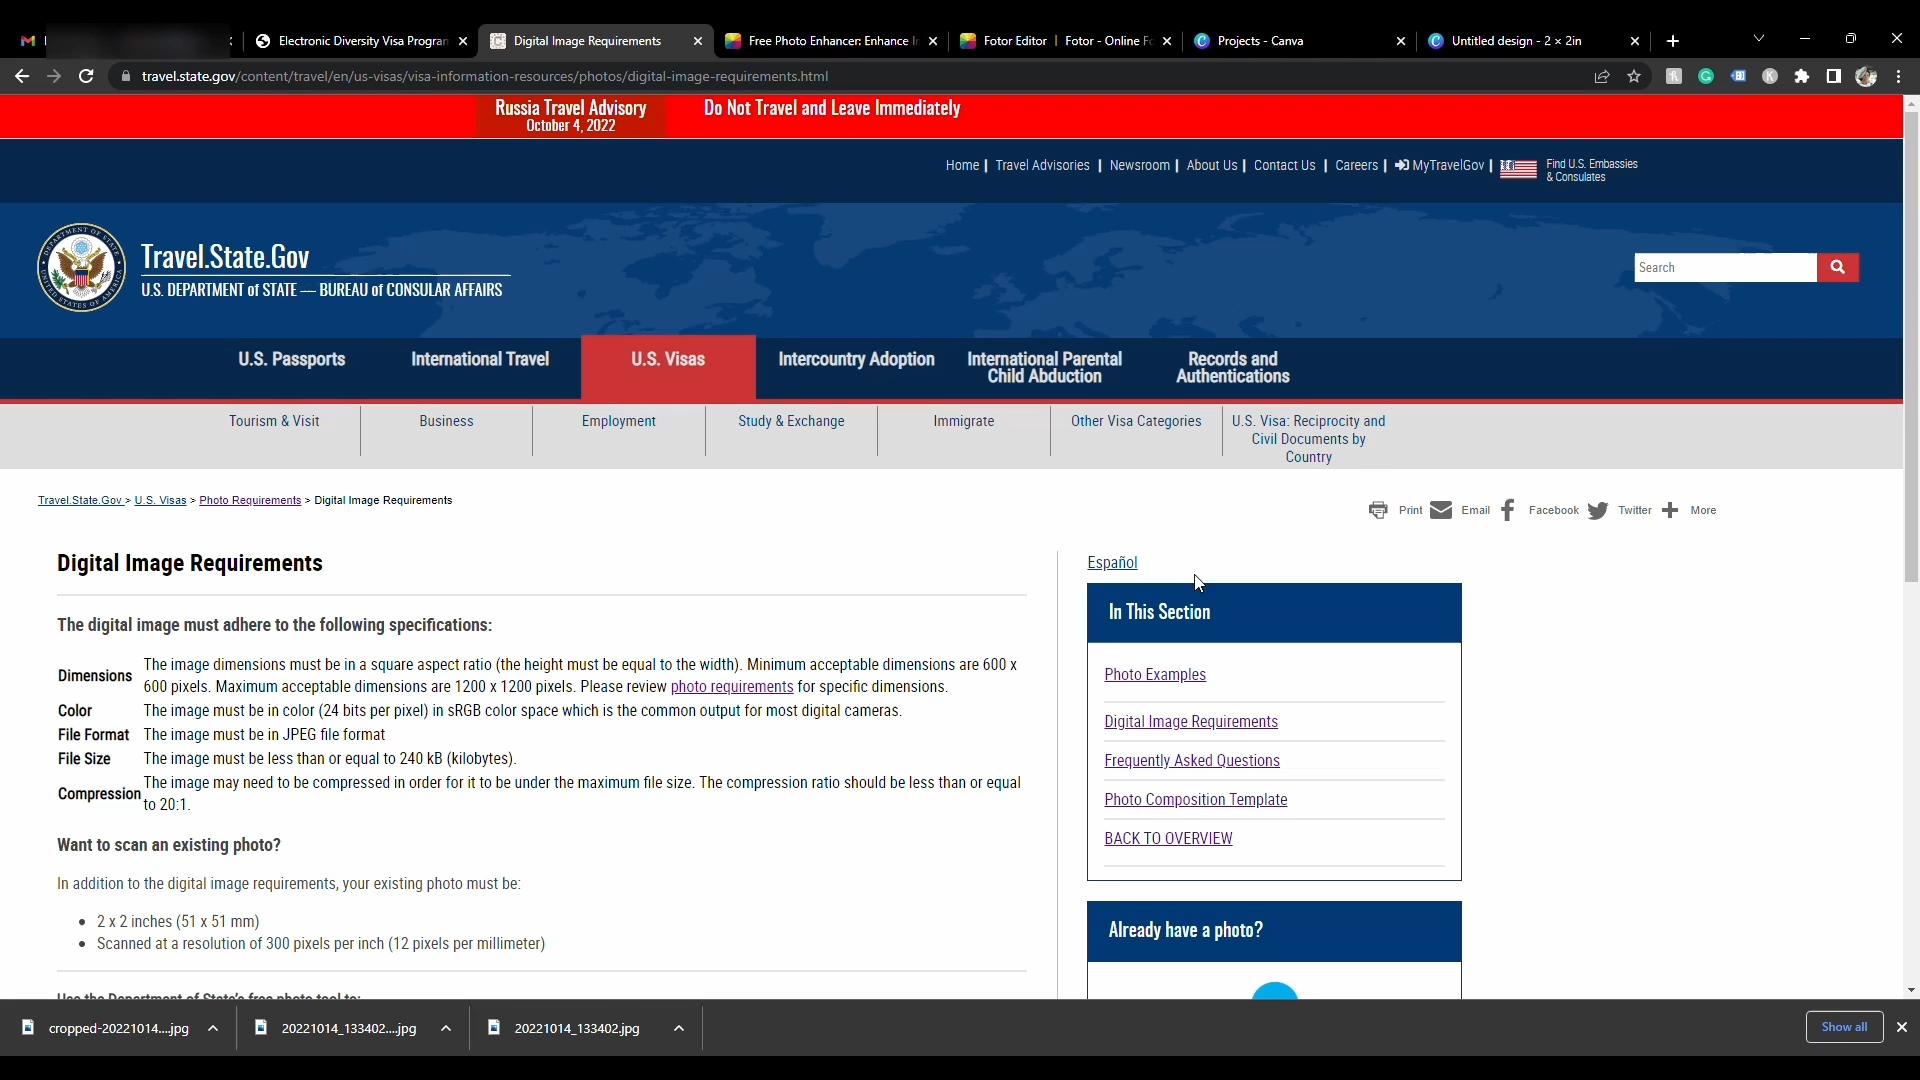 Electronic Diversity Visa Program
Digital Image Requirements
Free Photo Enhancer: Enhance I
Fotor Editor | Fotor - Online F
Projects - Canva
Untitled design - 2 × 2in
travel.state.gov/content/travel/en/us-visas/visa-information-resources/photos/digital-image-requirements.html
Russia Travel Advisory
October 4, 2022
Do Not Travel and Leave Immediately
Home | Travel Advisories | Newsroom | About Us | Contact Us | Careers | MyTravelGov |
Find U.S. Embassies
& Consulates
Travel.State.Gov
U.S. DEPARTMENT of STATE — BUREAU of CONSULAR AFFAIRS
Search
U.S. Passports
International Travel
U.S. Visas
Intercountry Adoption
International Parental
Child Abduction
Records and
Authentications
Tourism & Visit
Business
Employment
Study & Exchange
Immigrate
Other Visa Categories
U.S. Visa: Reciprocity and
Civil Documents by
Country
Travel.State.Gov > U.S. Visas > Photo Requirements > Digital Image Requirements
Print
Email
Facebook
Twitter
More
Digital Image Requirements
The digital image must adhere to the following specifications:
Dimensions
The image dimensions must be in a square aspect ratio (the height must be equal to the width). Minimum acceptable dimensions are 600 x
600 pixels. Maximum acceptable dimensions are 1200 x 1200 pixels. Please review photo requirements for specific dimensions.
Color The image must be in color (24 bits per pixel) in sRGB color space which is the common output for most digital cameras.
File Format The image must be in JPEG file format
File Size The image must be less than or equal to 240 kB (kilobytes).
Compression
The image may need to be compressed in order for it to be under the maximum file size. The compression ratio should be less than or equal
to 20:1.
Want to scan an existing photo?
In addition to the digital image requirements, your existing photo must be:
• 2 x 2 inches (51 x 51 mm)
• Scanned at a resolution of 300 pixels per inch (12 pixels per millimeter)
Use the Department of State's free photo tool to:
Español
In This Section
Photo Examples
Digital Image Requirements
Frequently Asked Questions
Photo Composition Template
BACK TO OVERVIEW
Already have a photo?
cropped-20221014....jpg
20221014_133402....jpg
20221014_133402.jpg
Show all